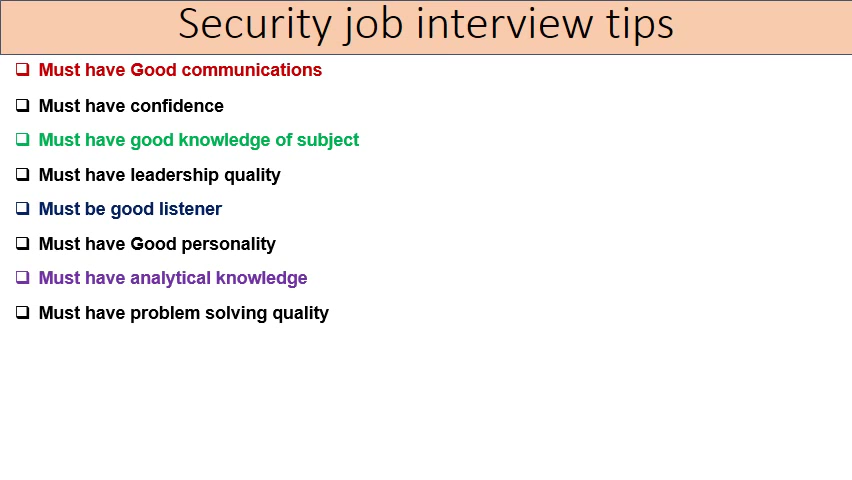 Security job interview tips
Must have Good communications
Must have confidence
Must have good knowledge of subject
Must have leadership quality
Must be good listener
Must have Good personality
Must have analytical knowledge
Must have problem solving quality